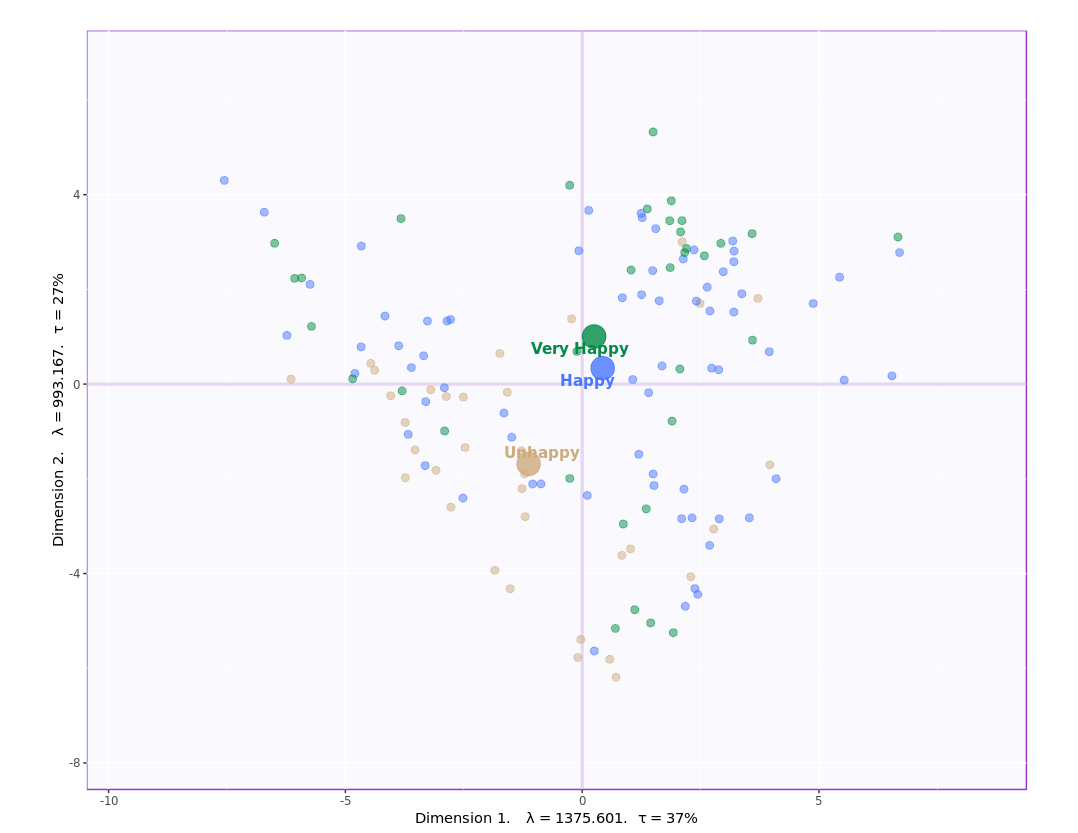 4
0
-4
-8
Dimension 2.   λ = 993.167.   τ = 27%
Very Happy
Happy
Unhappy
-10
-5
0
5
Dimension 1.   λ = 1375.601.   τ = 37%